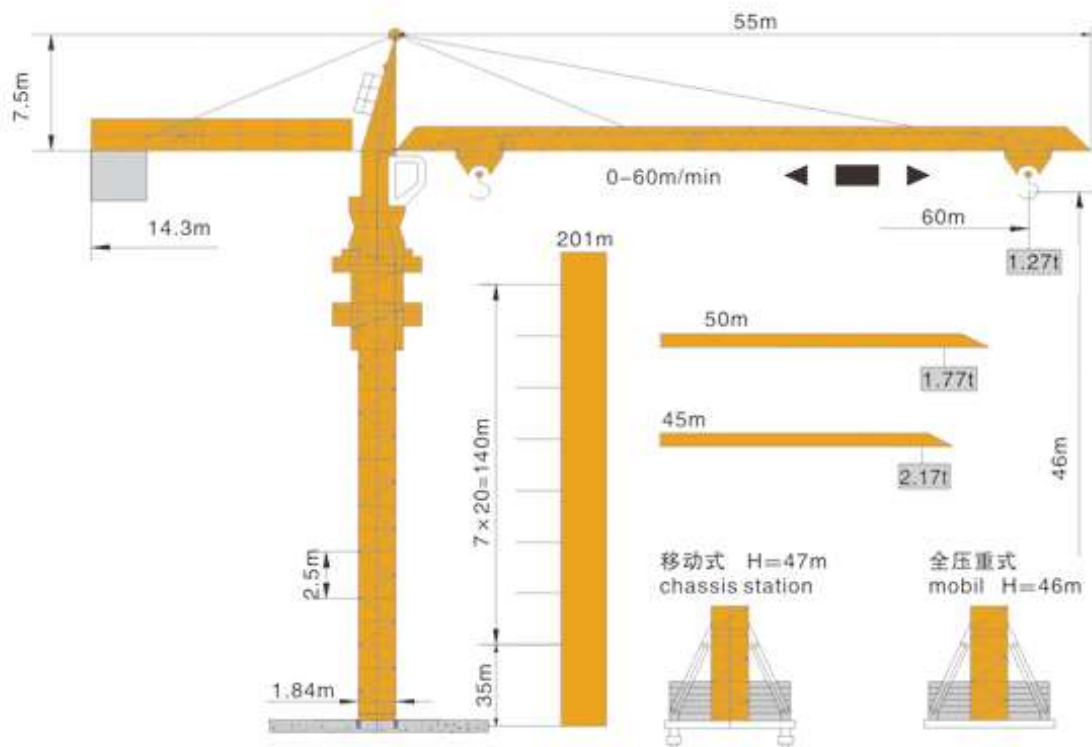 55m
7.5m
0-60m/min
14.3m
60m
1.27t
201m
50m
1.77t
45m
2.17t
46m
7×20=140m
2.5m
35m
1.84m
移动式 H=47m
chassis station
全压重式
mobil H=46m